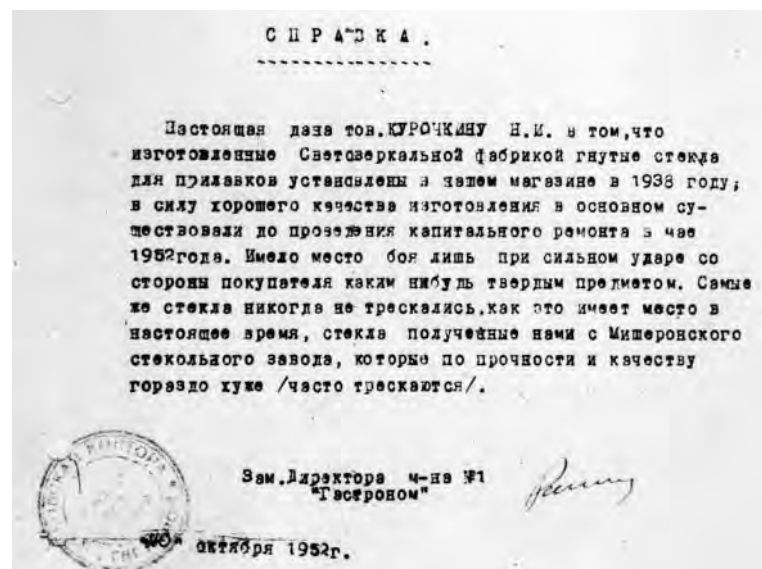 СПРАВКА.
Настоящая дана тов.КУРОЧКИНУ Н.И. в том,что
изготовленные Светозеркальной фабрикой гнутые стекла
для прилавков установлены в нашем магазине в 1938 году;
в силу хорошего качества изготовления в основном су-
ществовали до проведения капитального ремонта в мае
1952года. Имело место боя лишь при сильном ударе со
стороны покупателя каким нибудь твердым предметом. Самые
же стекла никогда не трескались.как это имеет место в
настоящее время, стекла полученные нами с Мишеронского
стекольного завода, которые по прочности и качеству
гораздо хуже /часто трескаются/.
КОНТОРА
Зам.Директора м-на №1
"Гастроном"
октября 1952г.